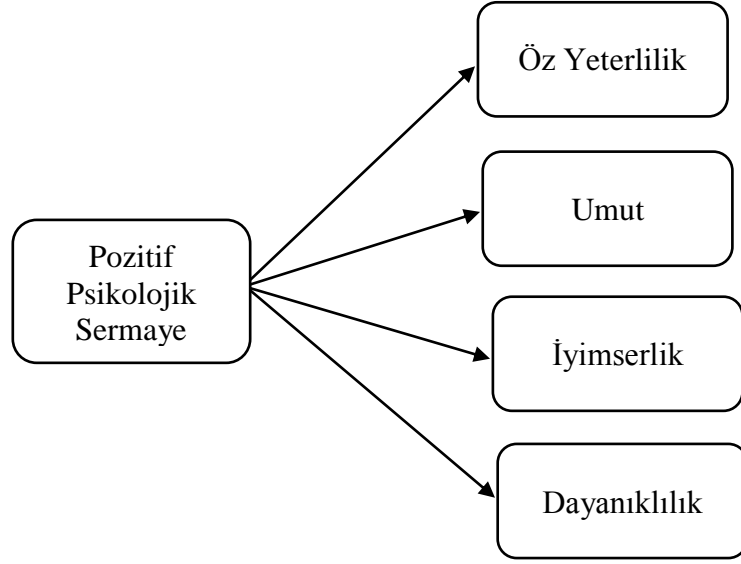 Öz Yeterlilik
Umut
Pozitif
Psikolojik
Sermaye
İyimserlik
Dayanıklılık